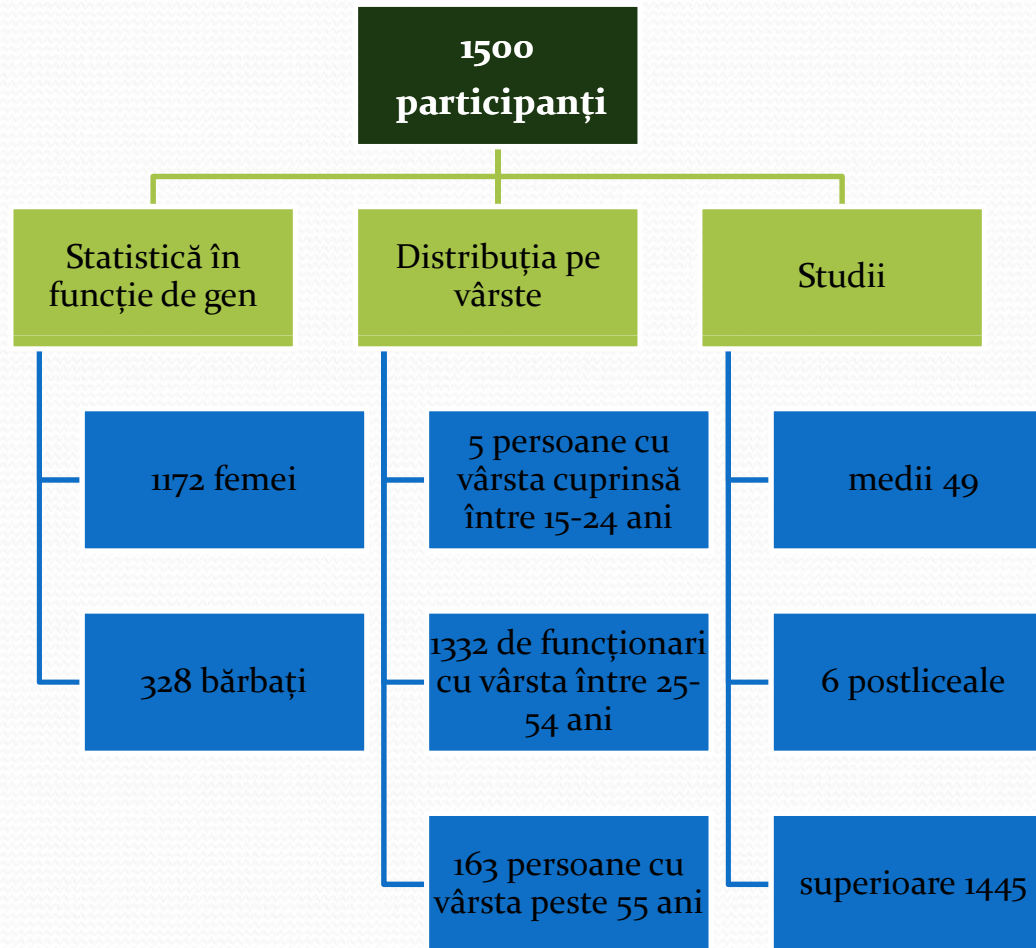 1500
participanți
Statistică în
funcție de gen
1172 femei
328 bărbați
Distribuția pe
vârste
5 persoane cu
vârsta cuprinsă
între 15-24 ani
1332 de funcționari
cu vârsta între 25-
54 ani
163 persoane cu
vârsta peste 55 ani
Studii
medii 49
6 postliceale
superioare 1445